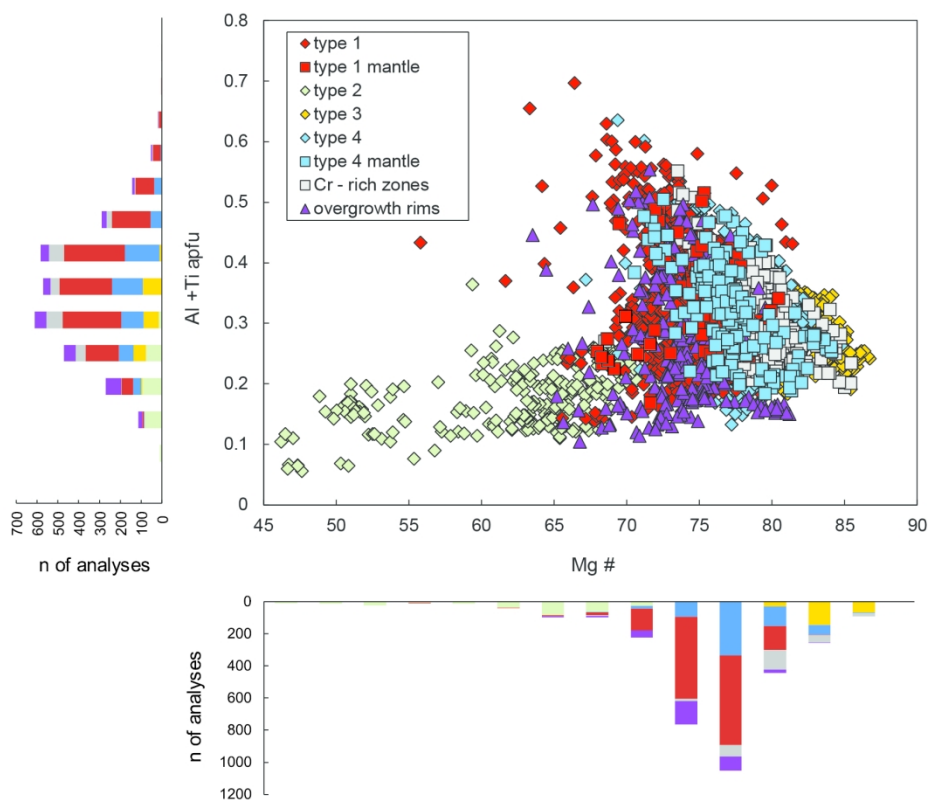 0.8
0.7
0.6
0.5
0.4
0.3
0.2
0.1
0
Al +Ti apfu
type 1
type 1 mantle
type 2
type 3
type 4
type 4 mantle
Cr - rich zones
overgrowth rims
45 50 55 60 65 70 75 80 85 90
Mg #
700 600 500 400 300 200 100 0
n of analyses
0
200
400
600
800
1000
1200
n of analyses